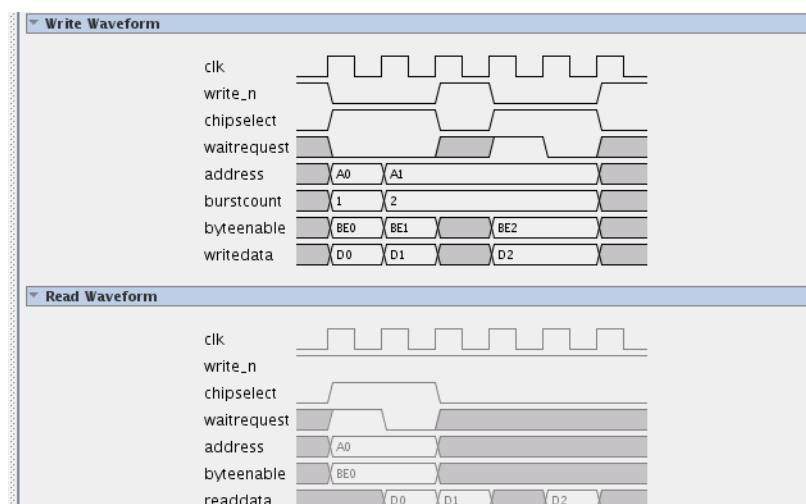 Write Waveform
clk
write_n
chipselect
waitrequest
address A0 A1
burstcount 1 2
byteenable BE0 BE1 BE2
writedata D0 D1 D2
Read Waveform
clk
write_n
chipselect
waitrequest
address A0
byteenable BE0
readdata D0 D1 D2